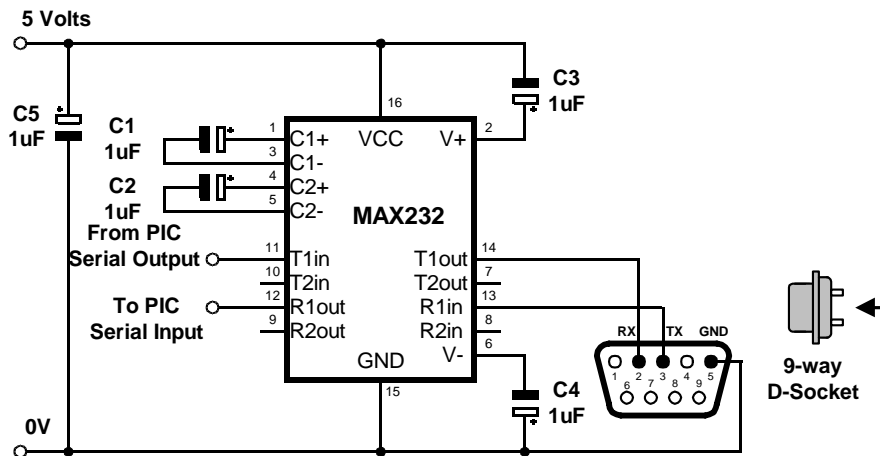 5 Volts
C5
1uF
+
C1
1uF
+
C2
1uF
+
C3
1uF
+
16
1
3
4
5
2
C1+
C1-
C2+
C2-
VCC
V+
MAX232
From PIC
Serial Output
To PIC
Serial Input
11
10
12
9
T1in
T2in
R1out
R2out
T1out
T2out
R1in
R2in
V-
14
7
13
8
6
GND
15
C4
1uF
+
RX TX GND
1 2 3 4 5
6 7 8 9
9-way
D-Socket
0V